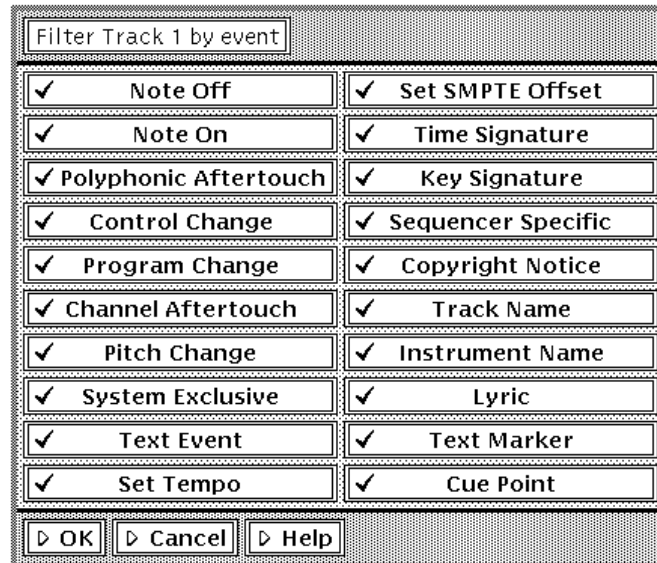 Filter Track 1 by event
Note Off
Set SMPTE Offset
Note On
Time Signature
Polyphonic Aftertouch
Key Signature
Control Change
Sequencer Specific
Program Change
Copyright Notice
Channel Aftertouch
Track Name
Pitch Change
Instrument Name
System Exclusive
Lyric
Text Event
Text Marker
Set Tempo
Cue Point
OK Cancel Help